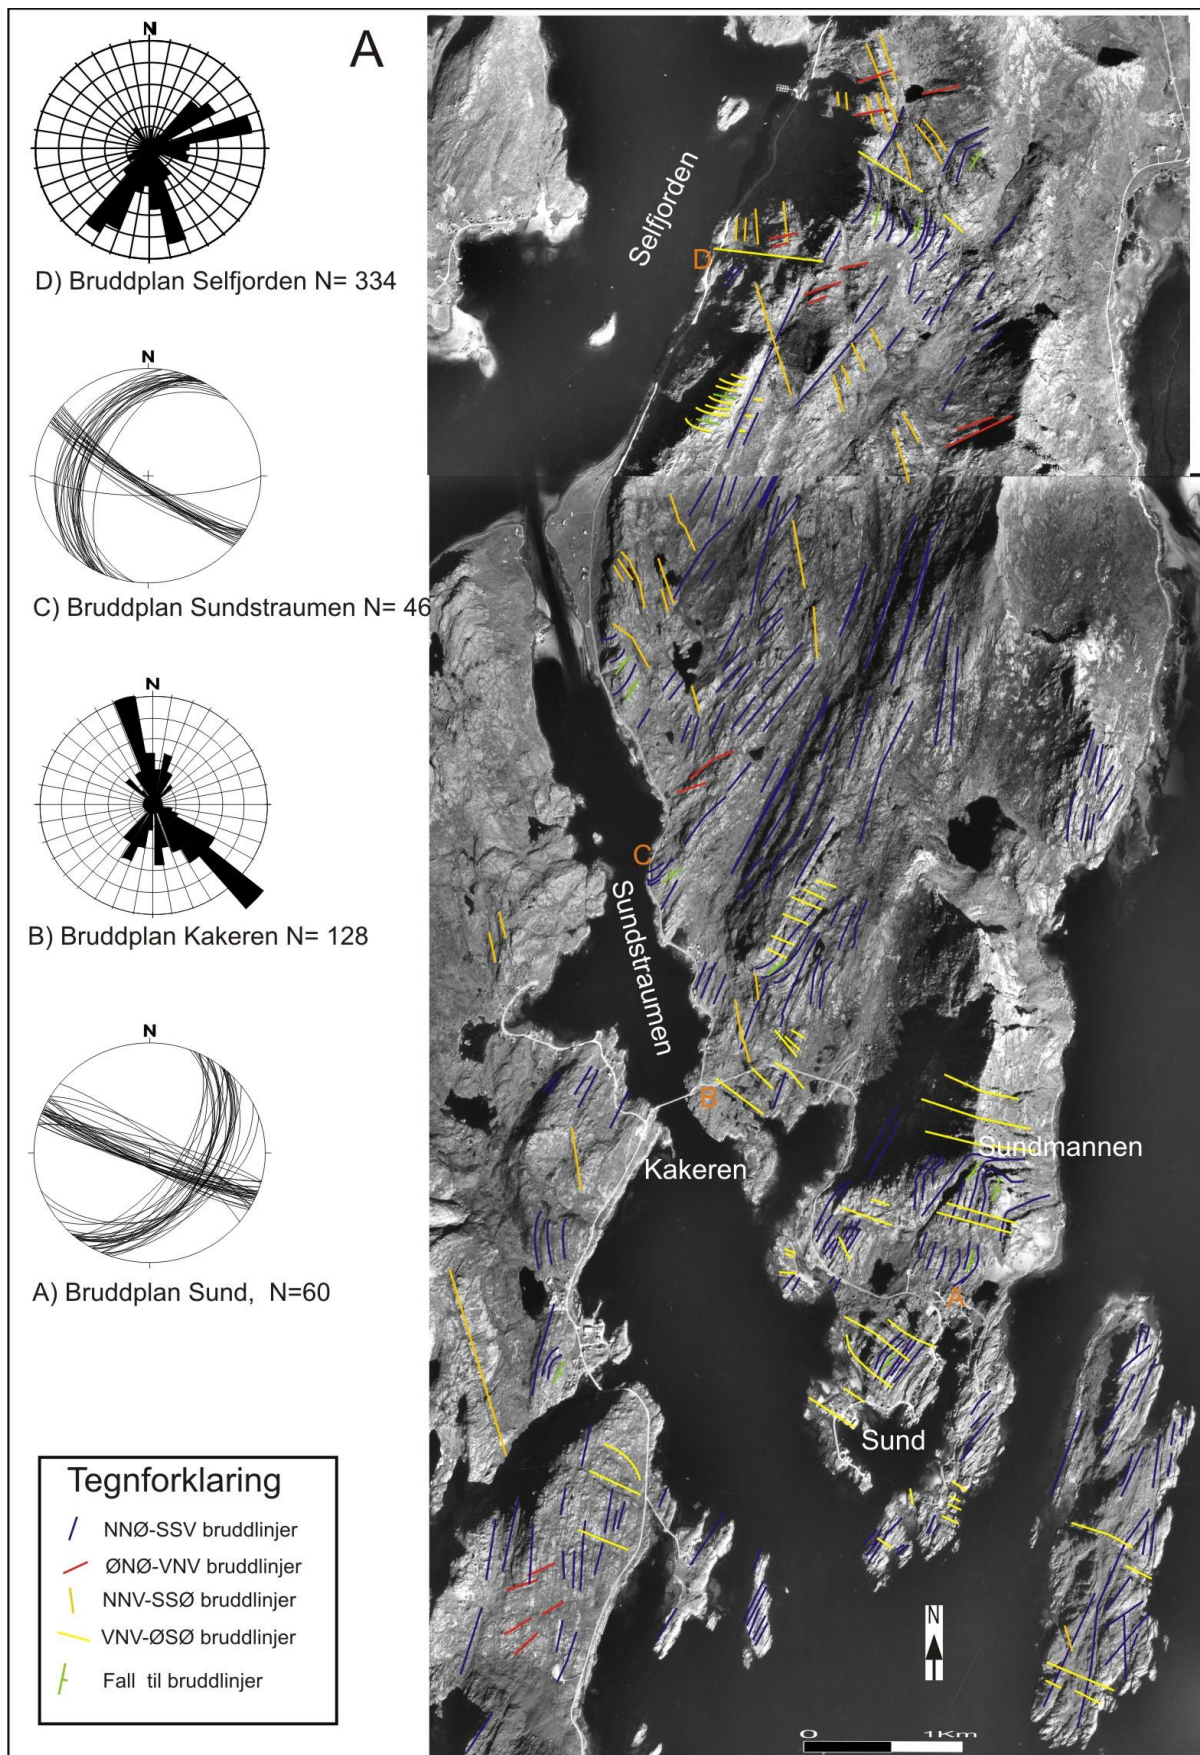 A
N
D) Bruddplan Selfjorden N= 334
N
C) Bruddplan Sundstraumen N= 46
N
B) Bruddplan Kakeren N= 128
N
A) Bruddplan Sund, N=60
Tegnforklaring
NNØ-SSV bruddlinjer
ØNØ-VNV bruddlinjer
NNV-SSØ bruddlinjer
VNV-ØSØ bruddlinjer
Fall til bruddlinjer
Selfjorden
D
C
Sundstraumen
B
Kakeren
Sundmannen
A
Sund
N
0 1Km